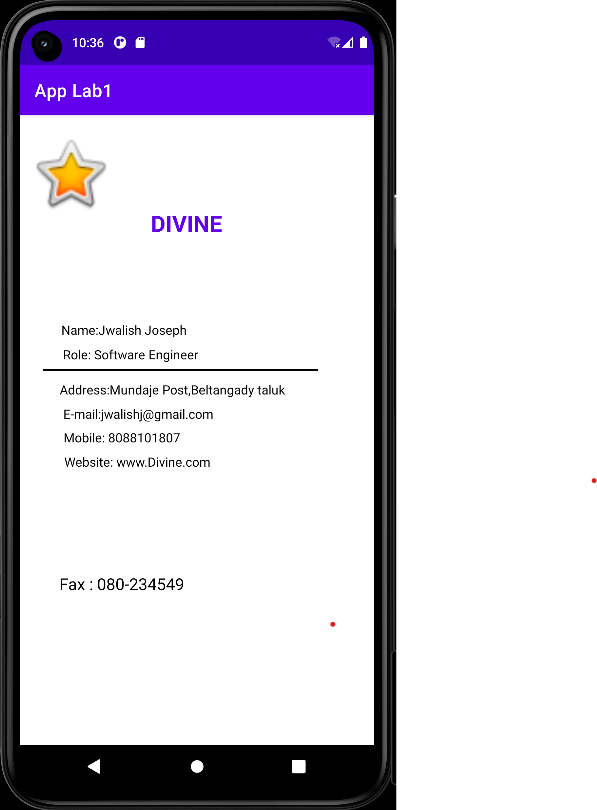 10:36
App Lab1
DIVINE
Name:Jwalish Joseph
Role: Software Engineer
Address:Mundaje Post,Beltangady taluk
E-mail:jwalishj@gmail.com
Mobile: 8088101807
Website: www.Divine.com
Fax : 080-234549